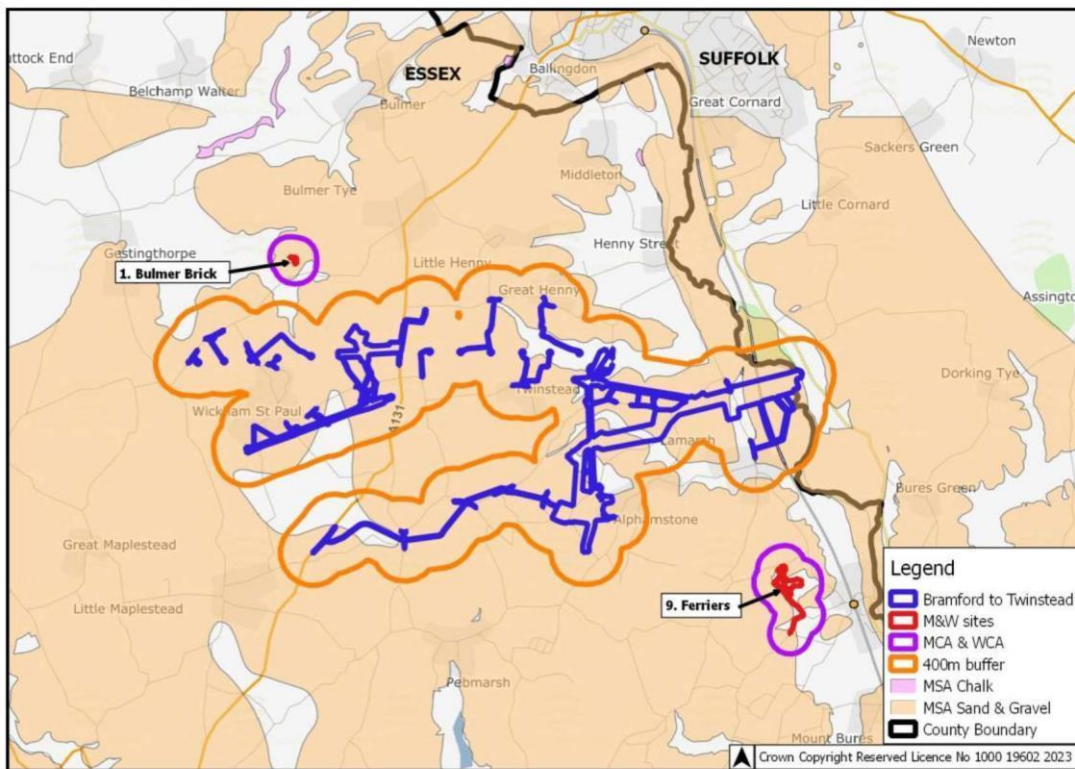 ESSEX
SUFFOLK
Newton
Belchamp Walter
Ballingdon
Bulmer
Great Cornard
Sackers Green
Middleton
Bulmer Tye
Little Cornard
Henny Street
Gestingthorpe
1. Bulmer Brick
Little Henny
Great Henny
Assington
Dorking Tye
Twinstead
Wickham St Paul
A131
Lamarsh
Bures Green
Alphamstone
Great Maplestead
Little Maplestead
9. Ferriers
Pebmarsh
Mount Bures
Legend
Bramford to Twinstead
M&W sites
MCA & WCA
400m buffer
MSA Chalk
MSA Sand & Gravel
County Boundary
Crown Copyright Reserved Licence No 1000 19602 2023